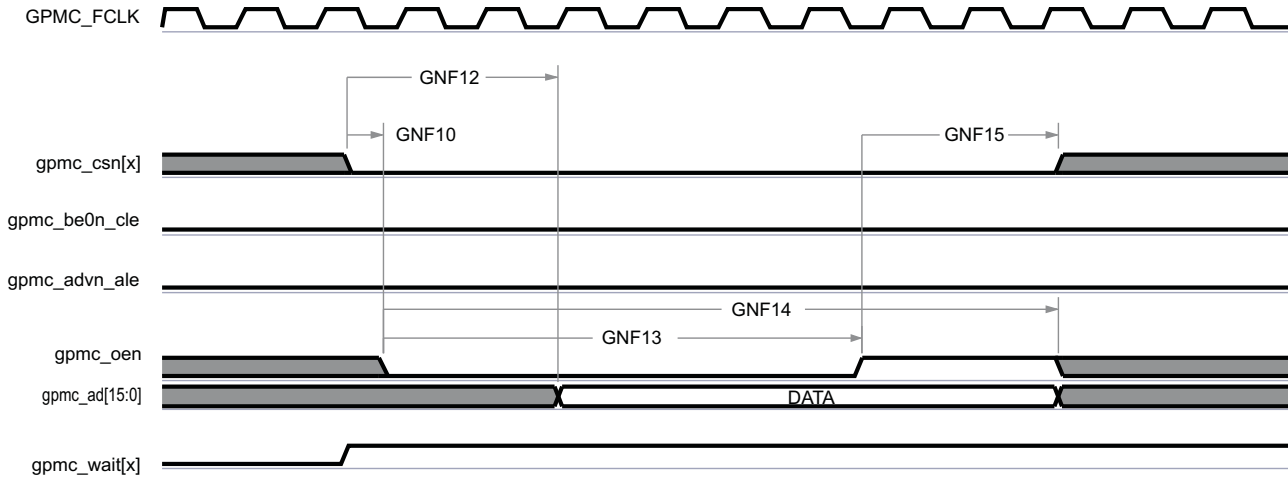 GPMC_FCLK
GNF12
GNF10
GNF15
gpmc_csn[x]
gpmc_be0n_cle
gpmc_advn_ale
GNF14
GNF13
gpmc_oen
gpmc_ad[15:0]
DATA
gpmc_wait[x]